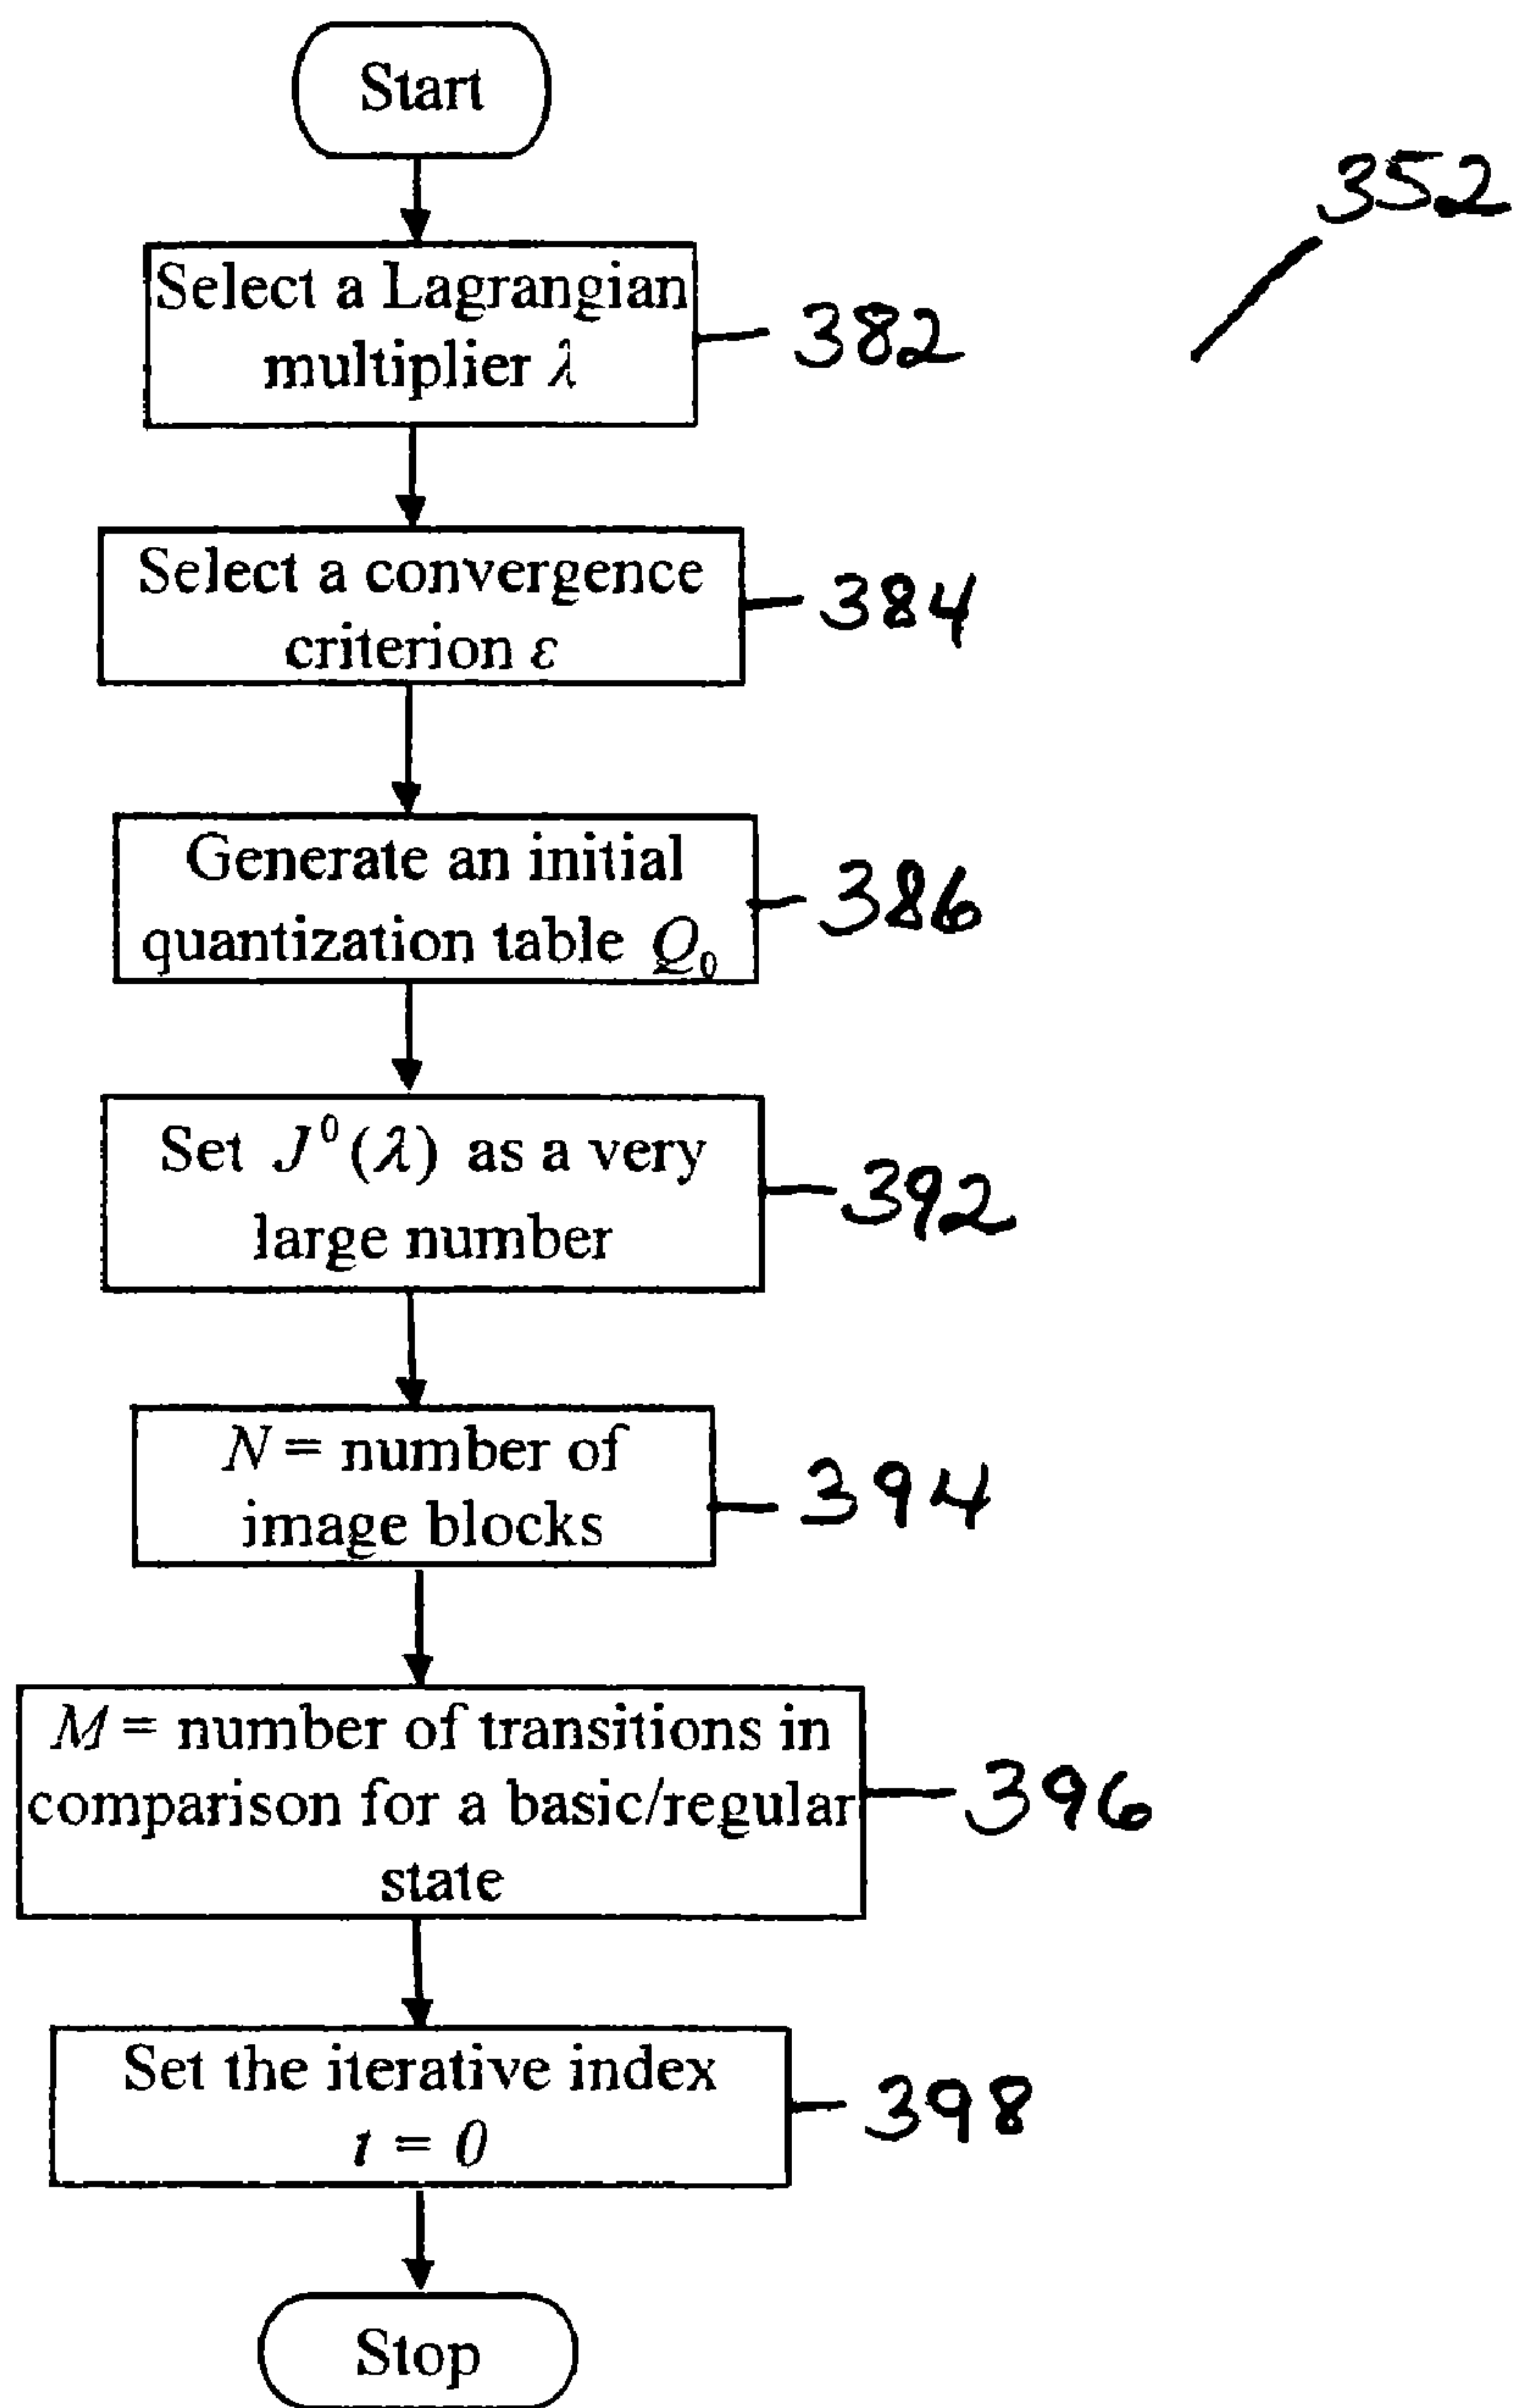 Start
352
Select a Lagrangian
multiplier λ
382
Select a convergence
criterion ε
384
Generate an initial
quantization table Q₀
386
Set J⁰(λ) as a very
large number
392
N = number of
image blocks
394
M = number of transitions in
comparison for a basic/regular
state
396
Set the iterative index
t = 0
398
Stop